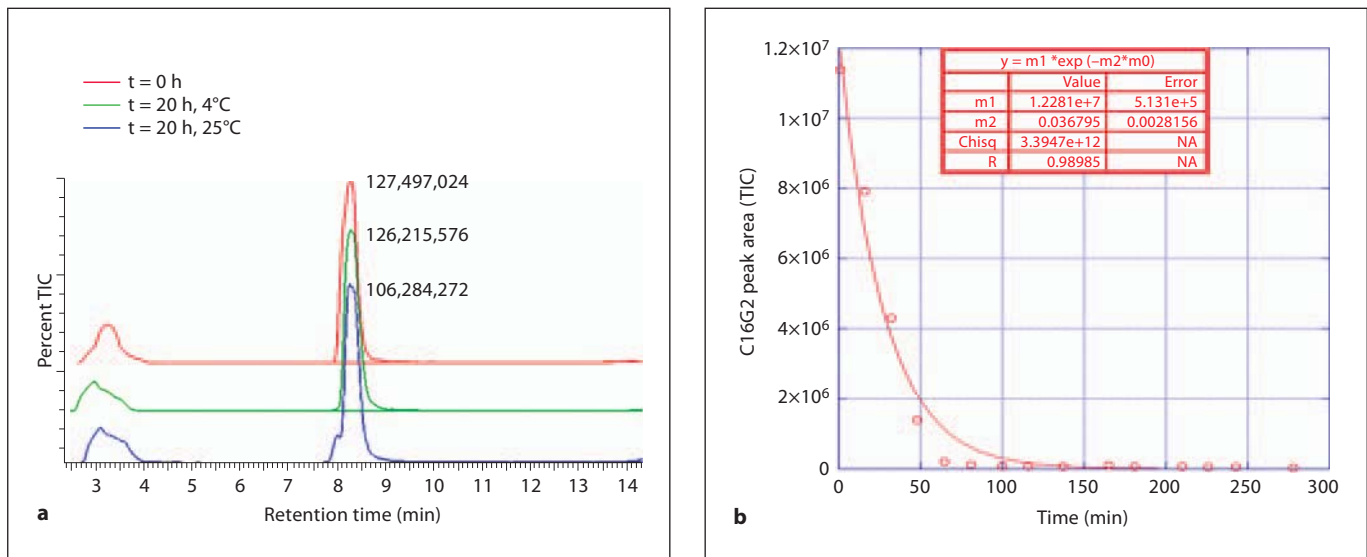 t = 0 h
t = 20 h, 4°C
t = 20 h, 25°C
127,497,024
126,215,576
106,284,272
Percent TIC
3 4 5 6 7 8 9 10 11 12 13 14
Retention time (min)
a
1.2×10⁷
1×10⁷
8×10⁶
6×10⁶
4×10⁶
2×10⁶
0
C16G2 peak area (TIC)
y = m1 *exp (–m2*m0)
Value Error
m1 1.2281e+7 5.131e+5
m2 0.036795 0.0028156
Chisq 3.3947e+12 NA
R 0.98985 NA
0 50 100 150 200 250 300
Time (min)
b